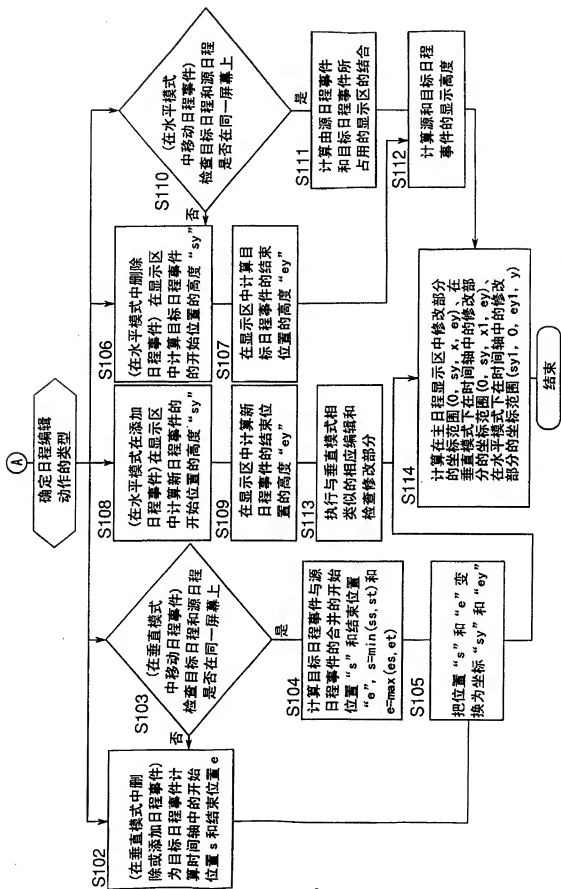 A
确定日程编辑
动作的类型
S102
(在垂直模式中删
除或添加日程事件)
为目标日程事件计
算时间轴中的开始
位置 s 和结束位置 e
S103
(在垂直模式
中移动日程事件)
检查目标日程和源日程
是否在同一屏幕上
否
是
S104
计算目标日程事件与源
日程事件的合并的开始
位置“s”和结束位置
“e”, s=min(ss, st)和
e=max(es, et)
S105
把位置“s”和“e”变
换为坐标“sy”和“ey”
S108
(在水平模式在添加
日程事件)在显示区
中计算新日程事件的
开始位置的高度“sy”
S109
在显示区中计算新
日程事件的结束位
置的高度“ey”
S113
执行与垂直模式相
类似的相应编辑和
检查修改部分
S106
(在水平模式中删除
日程事件)在显示区
中计算目标日程事件
的开始位置的高度“sy”
S107
在显示区中计算目
标日程事件的结束
位置的高度“ey”
S110
(在水平模式
中移动日程事件)
检查目标日程和源日程
是否在同一屏幕上
否
是
S111
计算由源日程事件
和目标日程事件所
占用的显示区的结合
S112
计算源和目标日程
事件的显示高度
S114
计算在主日程显示区中修改部分
的坐标范围(0, sy, x, ey)、在
垂直模式下在时间轴中的修改部
分的坐标范围(0, sy, x1, ey)、
在水平模式下在时间轴中的修改
部分的坐标范围(sy1, 0, ey1, y)
结束